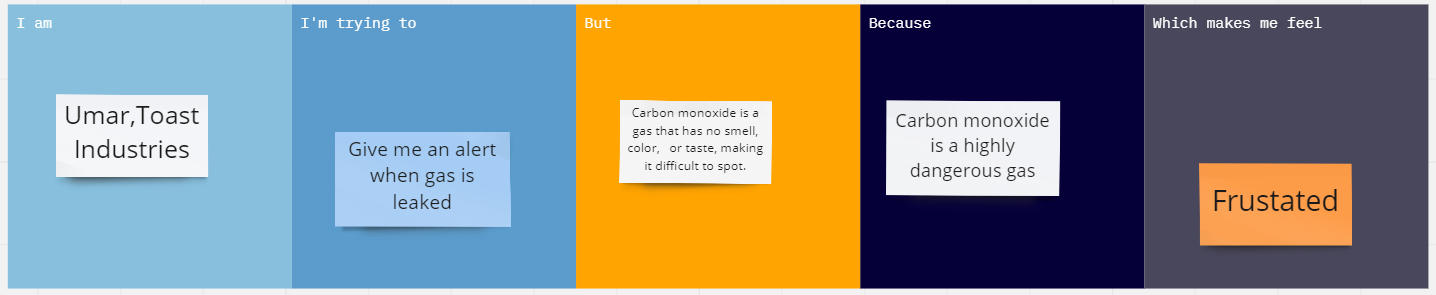 I am
Umar,Toast
Industries
I'm trying to
Give me an alert
when gas is
leaked
But
Carbon monoxide is a
gas that has no smell,
color, or taste, making
it difficult to spot.
Because
Carbon monoxide
is a highly
dangerous gas
Which makes me feel
Frustated